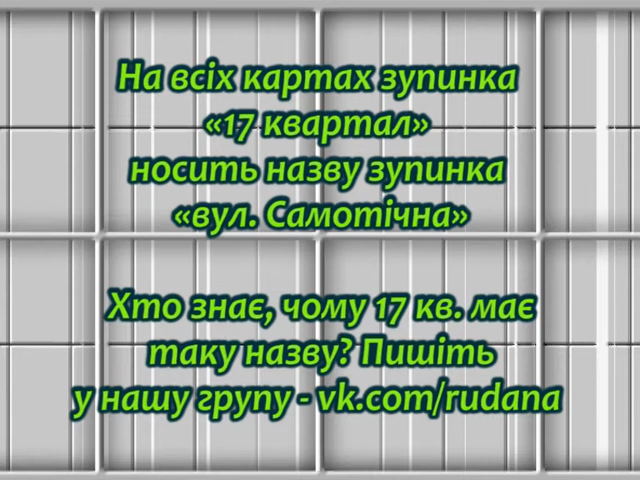 На всіх картах зупинка
«17 квартал»
носить назву зупинка
«вул. Самотічна»
Хто знає, чому 17 кв. має
таку назву? Пишіть
у нашу групу - vk.com/rudana